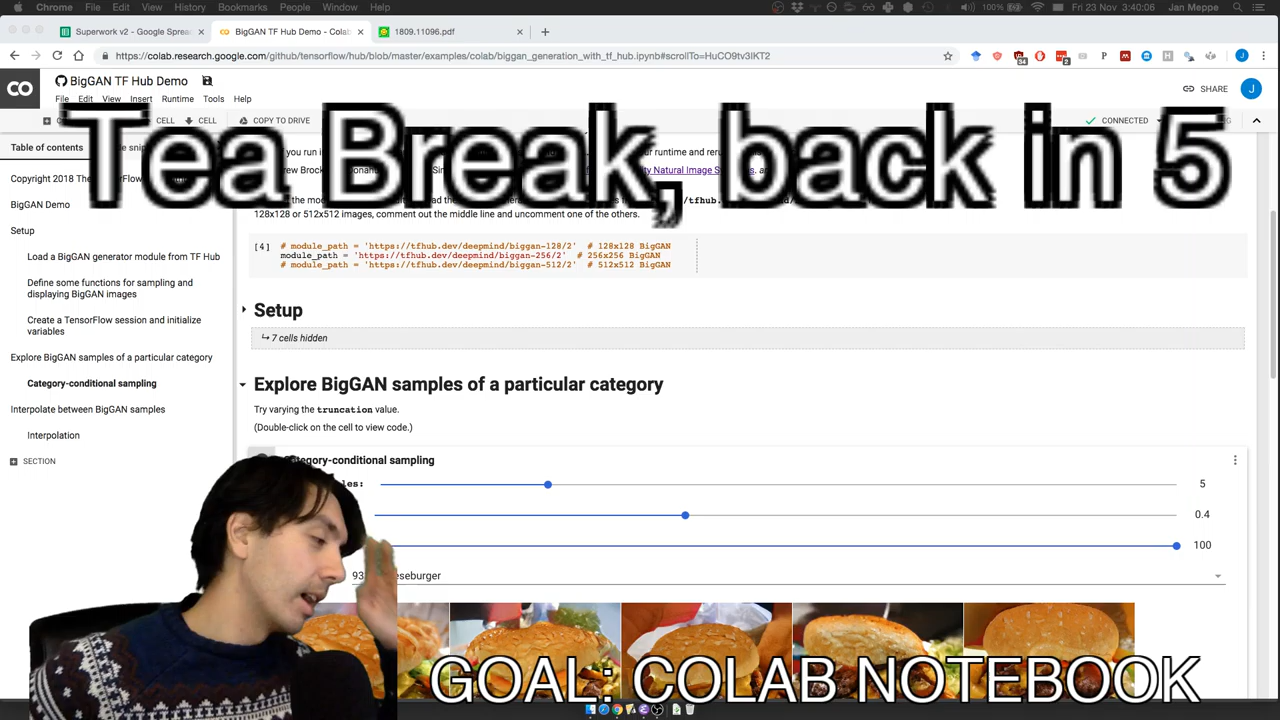 Chrome File Edit View History Bookmarks People Window Help 100% Fri 23 Nov 3:40:06 Jan Meppe
Superwork v2 - Google Spread
BigGAN TF Hub Demo - Colab
1809.11096.pdf
https://colab.research.google.com/github/tensorflow/hub/blob/master/examples/colab/biggan_generation_with_tf_hub.ipynb#scrollTo=HuCO9tv3IKT2
CO BigGAN TF Hub Demo
SHARE J
File Edit View Insert Runtime Tools Help
CELL CELL COPY TO DRIVE CONNECTED
Tea Break, back in 5
Table of contents
Copyright 2018 The
BigGAN Demo
Setup
Load a BigGAN generator module from TF Hub
Define some functions for sampling and
displaying BigGAN images
Create a TensorFlow session and initialize
variables
Explore BigGAN samples of a particular category
Category-conditional sampling
Interpolate between BigGAN samples
Interpolation
SECTION
128x128 or 512x512 images, comment out the middle line and uncomment one of the others.
[4] # module_path = 'https://tfhub.dev/deepmind/biggan-128/2' # 128x128 BigGAN
module_path = 'https://tfhub.dev/deepmind/biggan-256/2' # 256x256 BigGAN
# module_path = 'https://tfhub.dev/deepmind/biggan-512/2' # 512x512 BigGAN
Setup
7 cells hidden
Explore BigGAN samples of a particular category
Try varying the truncation value.
(Double-click on the cell to view code.)
Category-conditional sampling
5
0.4
100
GOAL: COLAB NOTEBOOK